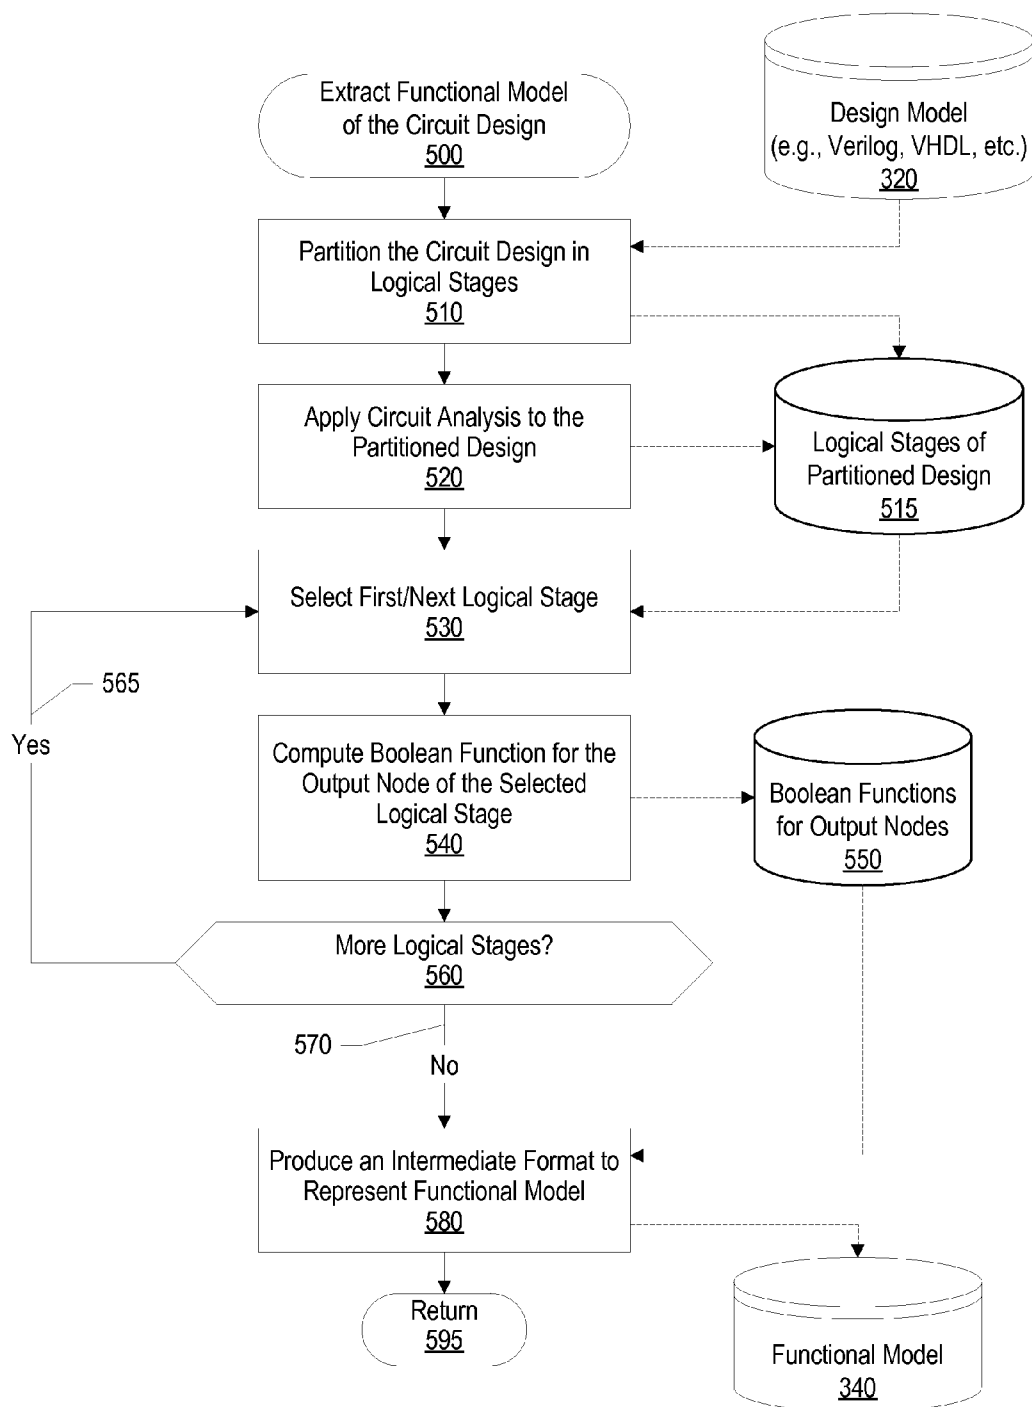 Extract Functional Model
of the Circuit Design
500
Design Model
(e.g., Verilog, VHDL, etc.)
320
Partition the Circuit Design in
Logical Stages
510
Apply Circuit Analysis to the
Partitioned Design
520
Logical Stages of
Partitioned Design
515
Select First/Next Logical Stage
530
565
Yes
Compute Boolean Function for the
Output Node of the Selected
Logical Stage
540
Boolean Functions
for Output Nodes
550
More Logical Stages?
560
570
No
Produce an Intermediate Format to
Represent Functional Model
580
Return
595
Functional Model
340